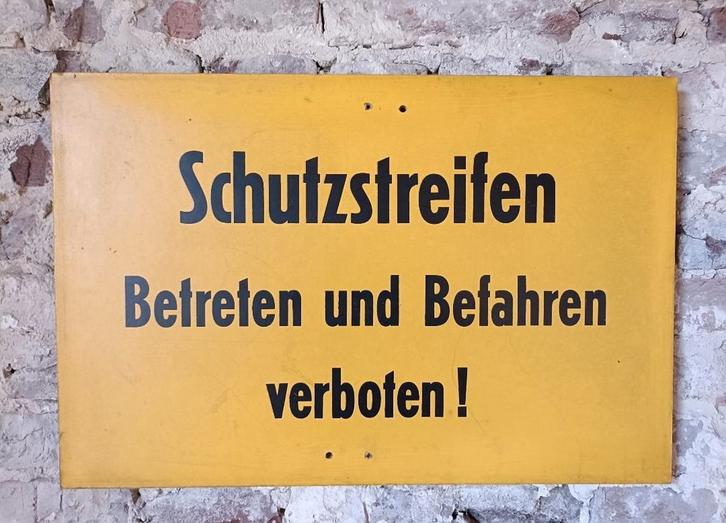 Schutzstreifen
Betreten und Befahren
verboten!